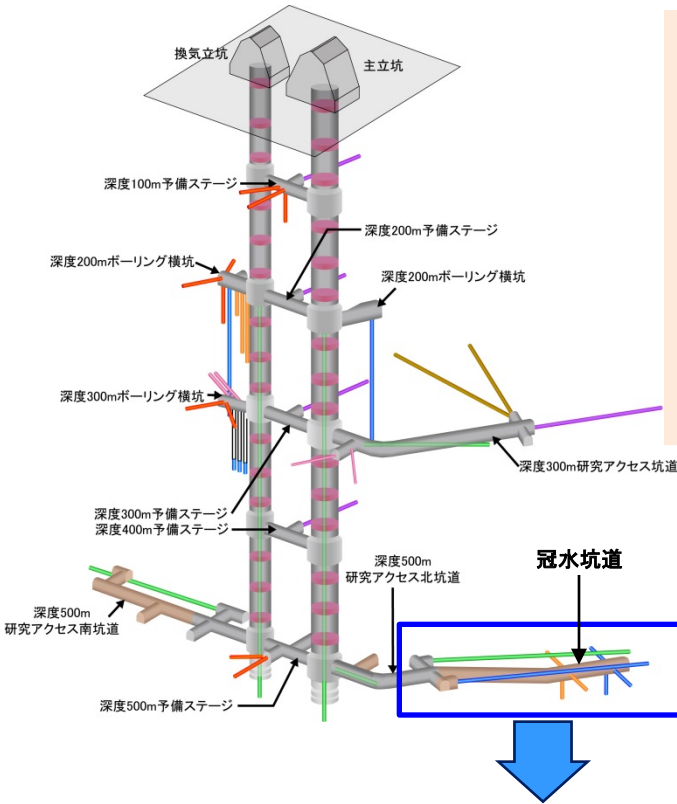 換気立坑
主立坑
深度100m予備ステージ
深度200m予備ステージ
深度200mボーリング横坑
深度200mボーリング横坑
深度300mボーリング横坑
深度300m研究アクセス坑道
深度300m予備ステージ
深度400m予備ステージ
深度500m
研究アクセス北坑道
冠水坑道
深度500m
研究アクセス南坑道
深度500m予備ステージ